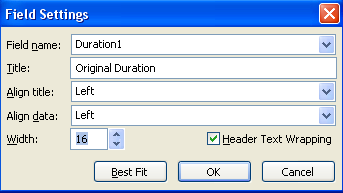 Field Settings
Field name: Duration1
Title: Original Duration
Align title: Left
Align data: Left
Width: 16 Header Text Wrapping
Best Fit OK Cancel